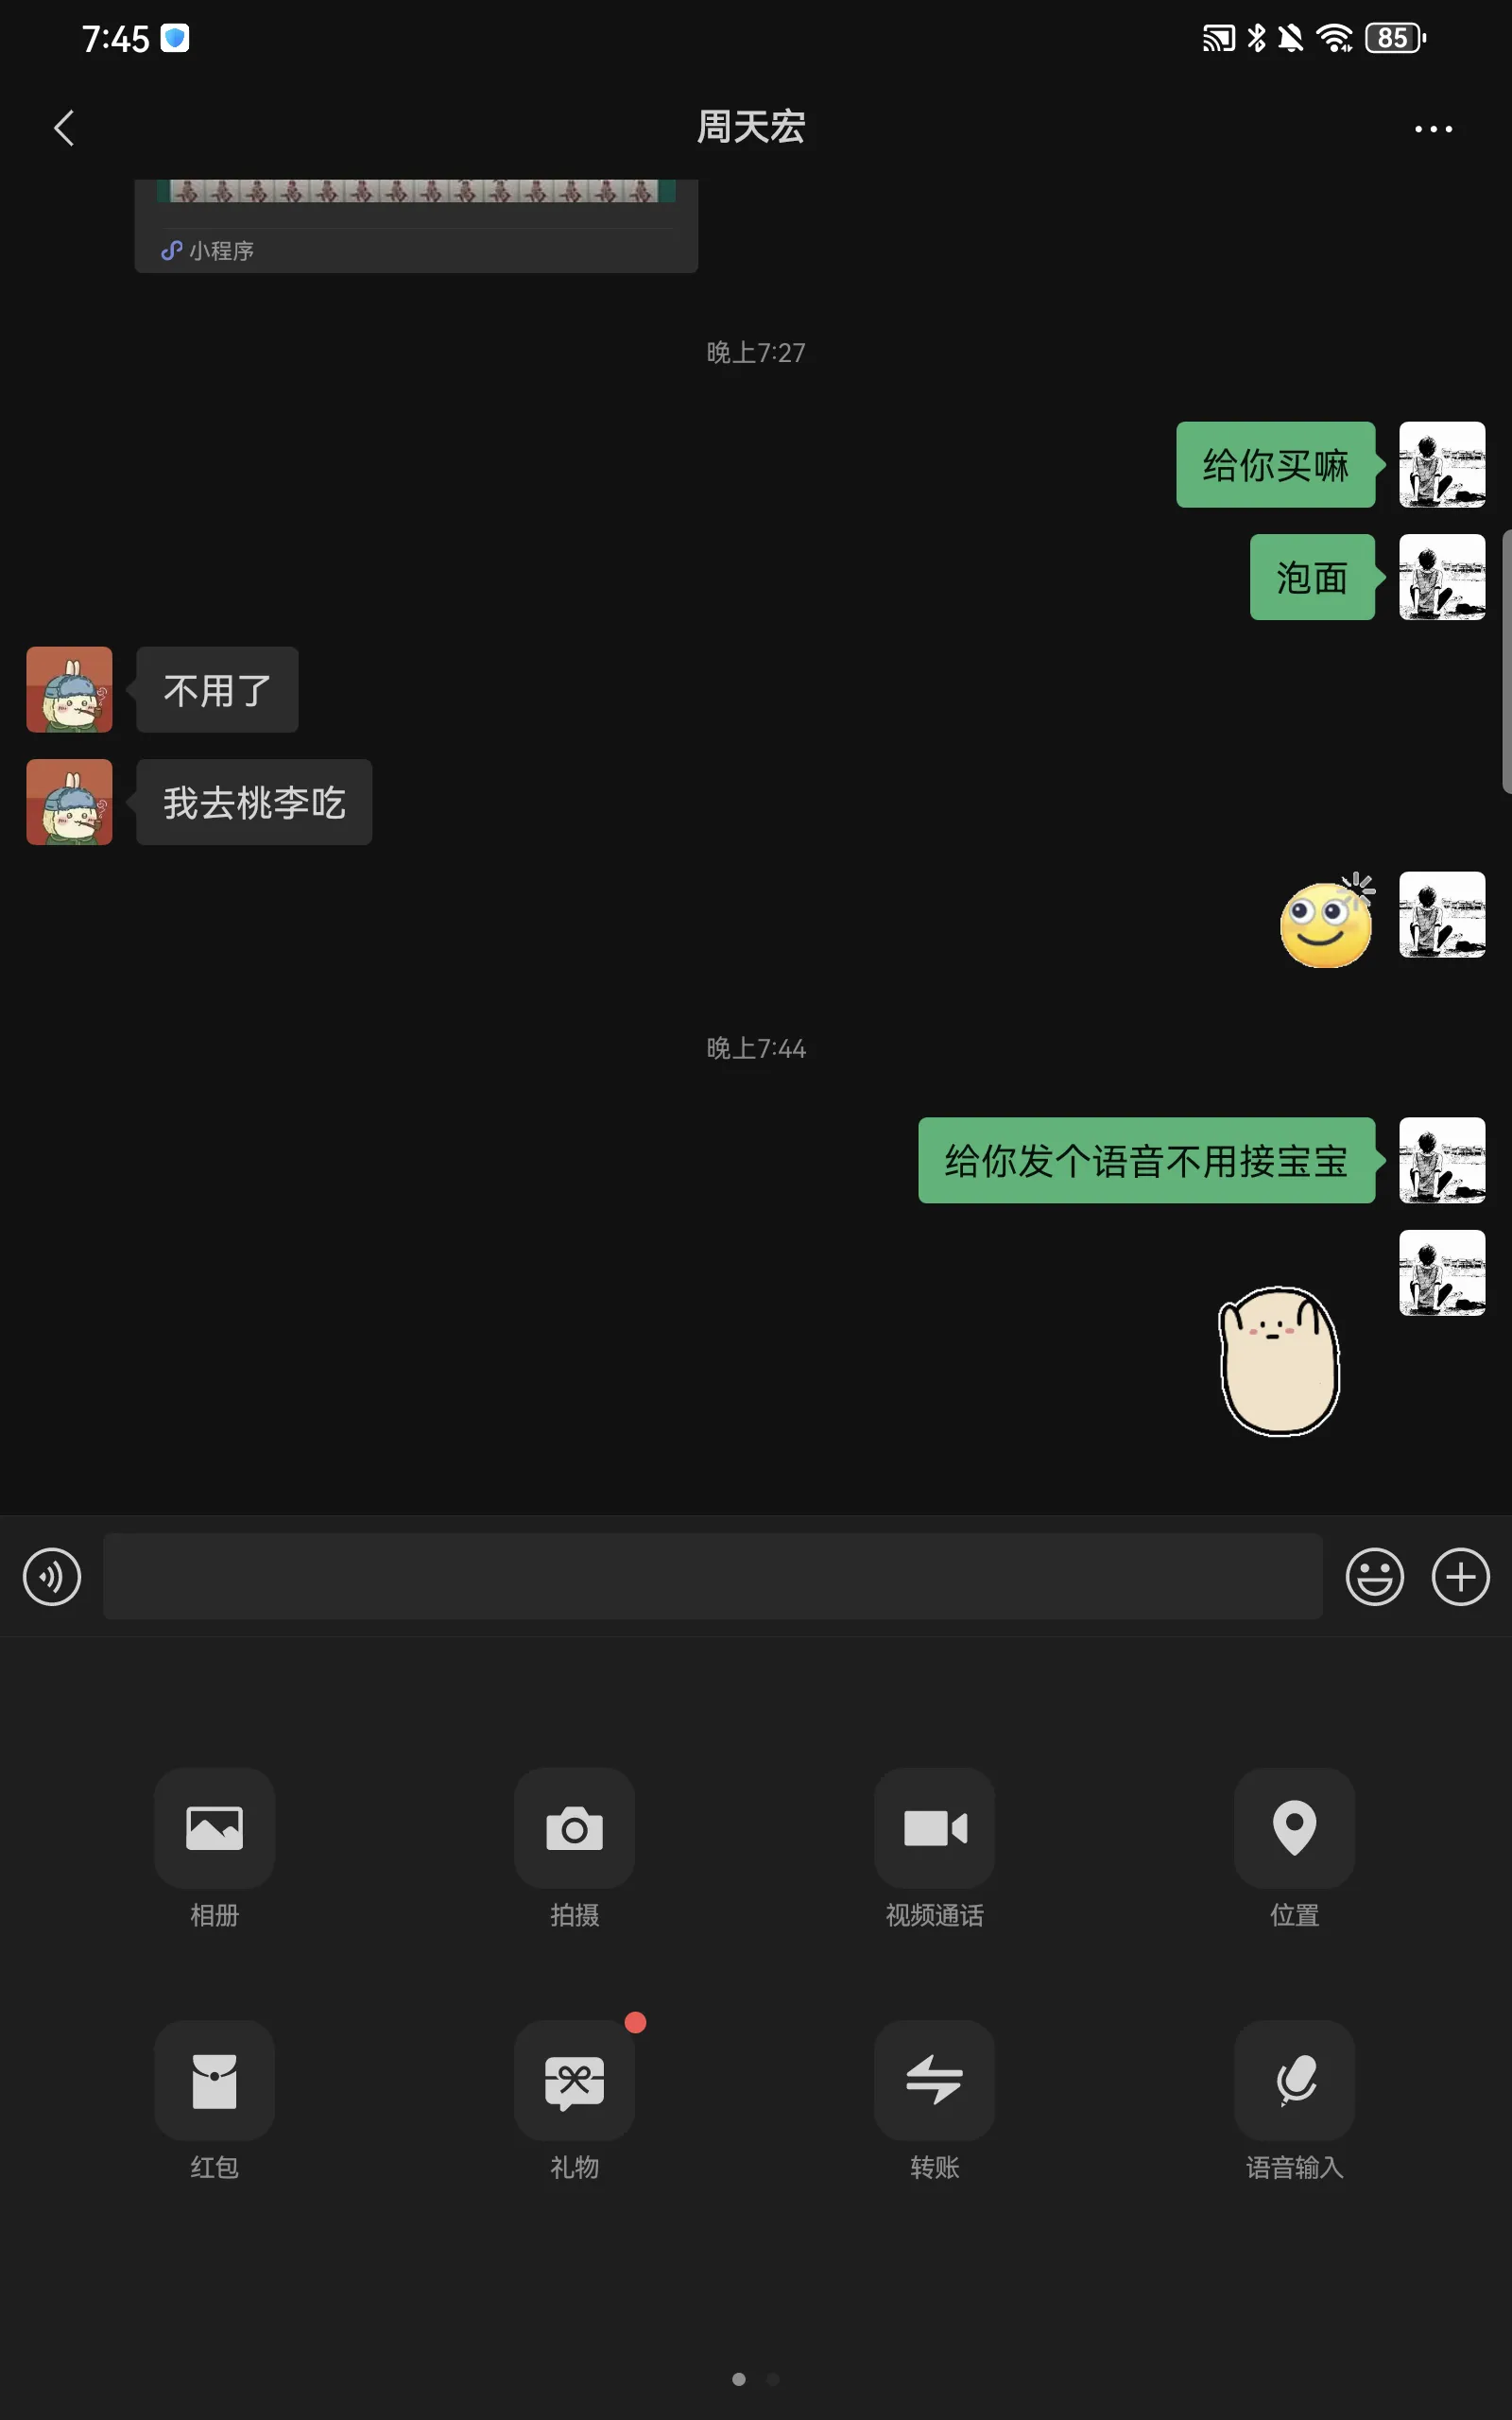 7:45
85
周天宏
小程序
晚上7:27
给你买嘛
泡面
不用了
我去桃李吃
晚上7:44
给你发个语音不用接宝宝
相册
拍摄
视频通话
位置
红包
礼物
转账
语音输入